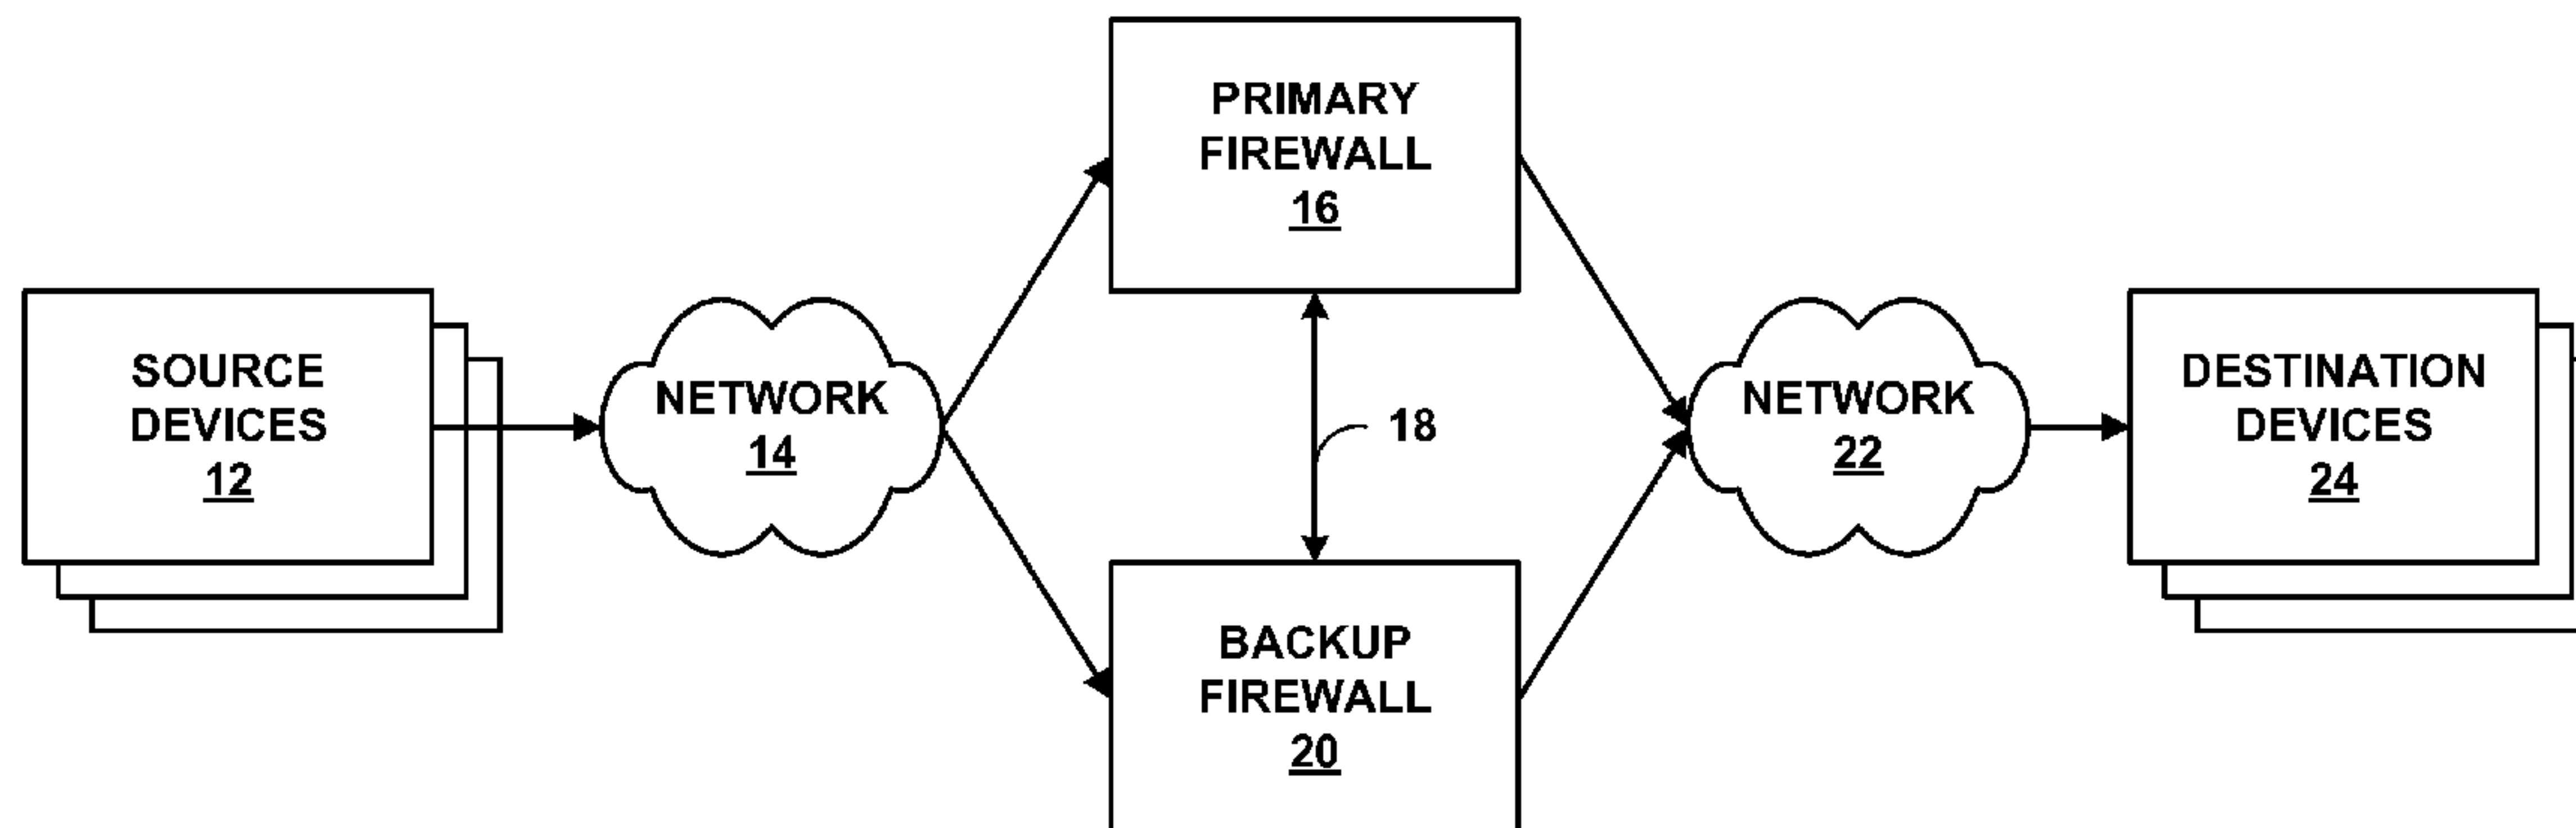 PRIMARY
FIREWALL
16
SOURCE
DEVICES
12
NETWORK
14
18
NETWORK
22
DESTINATION
DEVICES
24
BACKUP
FIREWALL
20